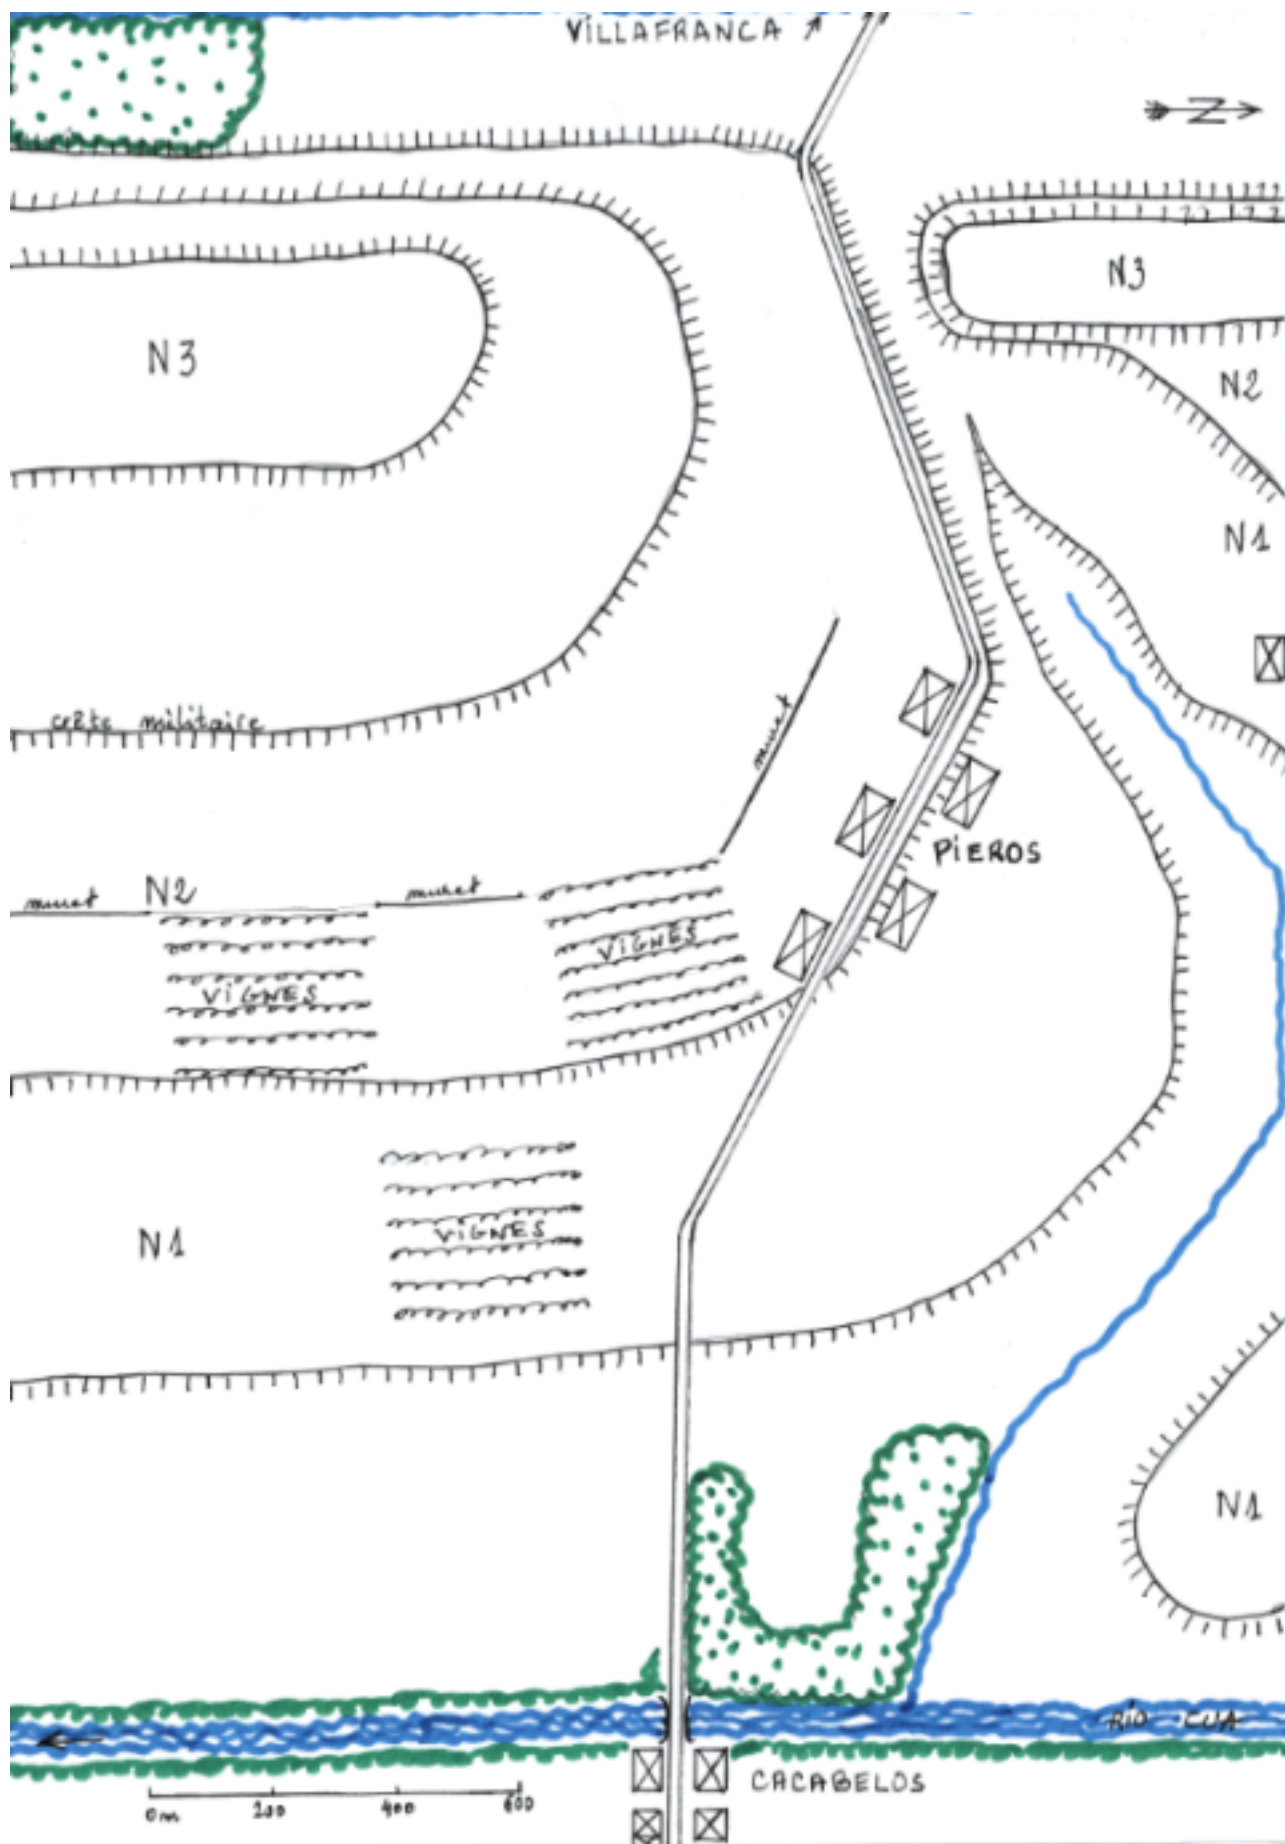 VILLAFRANCA
N
N3
N3
N2
N1
crête militaire
muret
PIEROS
muret
N2
muret
VIGNES
VIGNES
N1
VIGNES
N1
RÍO CUA
CACABELOS
0m 200 400 600